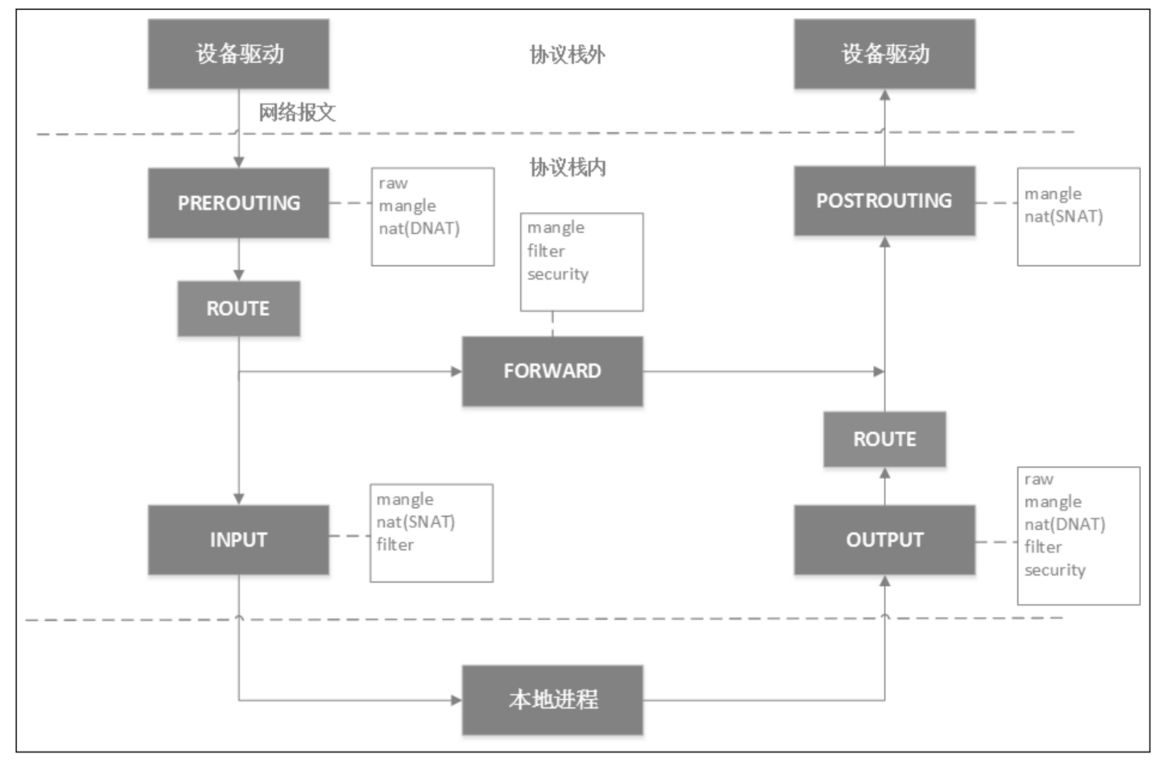 设备驱动
协议栈外
设备驱动
网络报文
协议栈内
PREROUTING
raw
mangle
nat(DNAT)
POSTROUTING
mangle
nat(SNAT)
mangle
filter
security
ROUTE
FORWARD
ROUTE
INPUT
mangle
nat(SNAT)
filter
OUTPUT
raw
mangle
nat(DNAT)
filter
security
本地进程